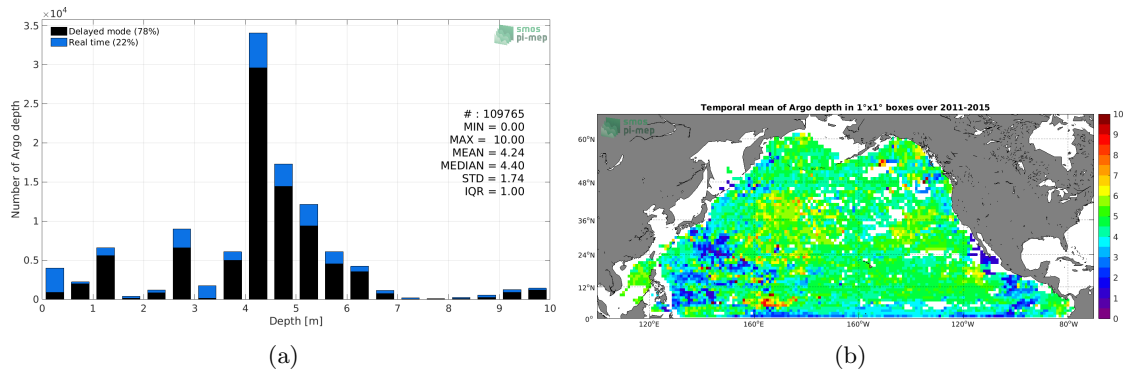 x10⁴
Delayed mode (78%)
Real time (22%)
smos
pi-mep
# : 109765
MIN = 0.00
MAX = 10.00
MEAN = 4.24
MEDIAN = 4.40
STD = 1.74
IQR = 1.00
Number of Argo depth
3.5
3
2.5
2
1.5
1
0.5
0
0 1 2 3 4 5 6 7 8 9 10
Depth [m]
(a)
Temporal mean of Argo depth in 1°x1° boxes over 2011-2015
smos
pi-mep
60°N
48°N
36°N
24°N
12°N
0°
120°E 160°E 160°W 120°W 80°W
10
9
8
7
6
5
4
3
2
1
0
(b)